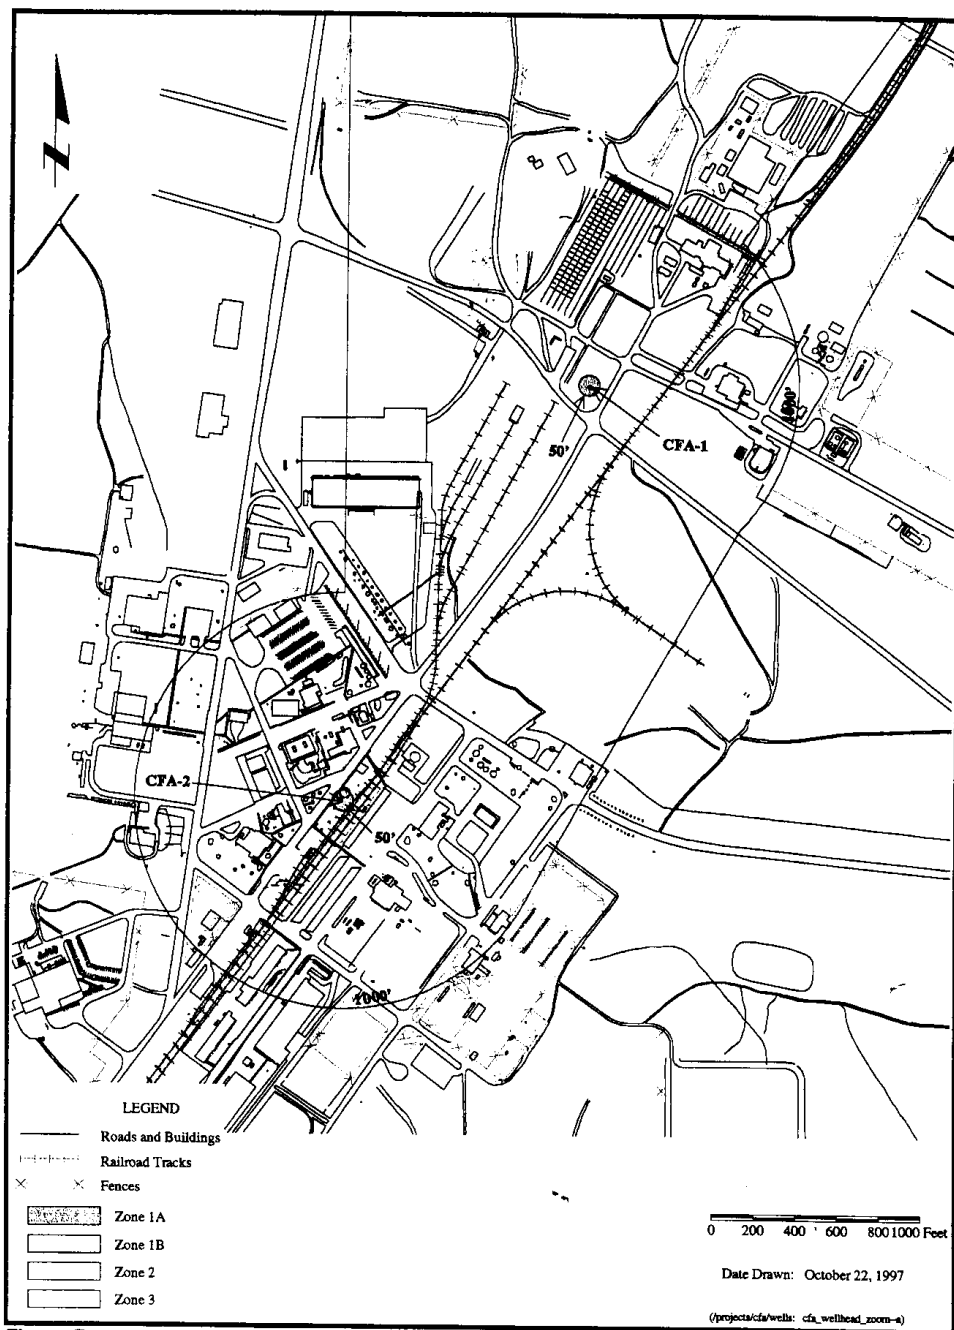 N
1000'
50'
CFA-1
CFA-2
50'
1000'
LEGEND
Roads and Buildings
Railroad Tracks
Fences
Zone 1A
Zone 1B
Zone 2
Zone 3
0 200 400 600 800 1000 Feet
Date Drawn: October 22, 1997
(/projects/cfa/wells: cfa_wellhead_zoom-a)